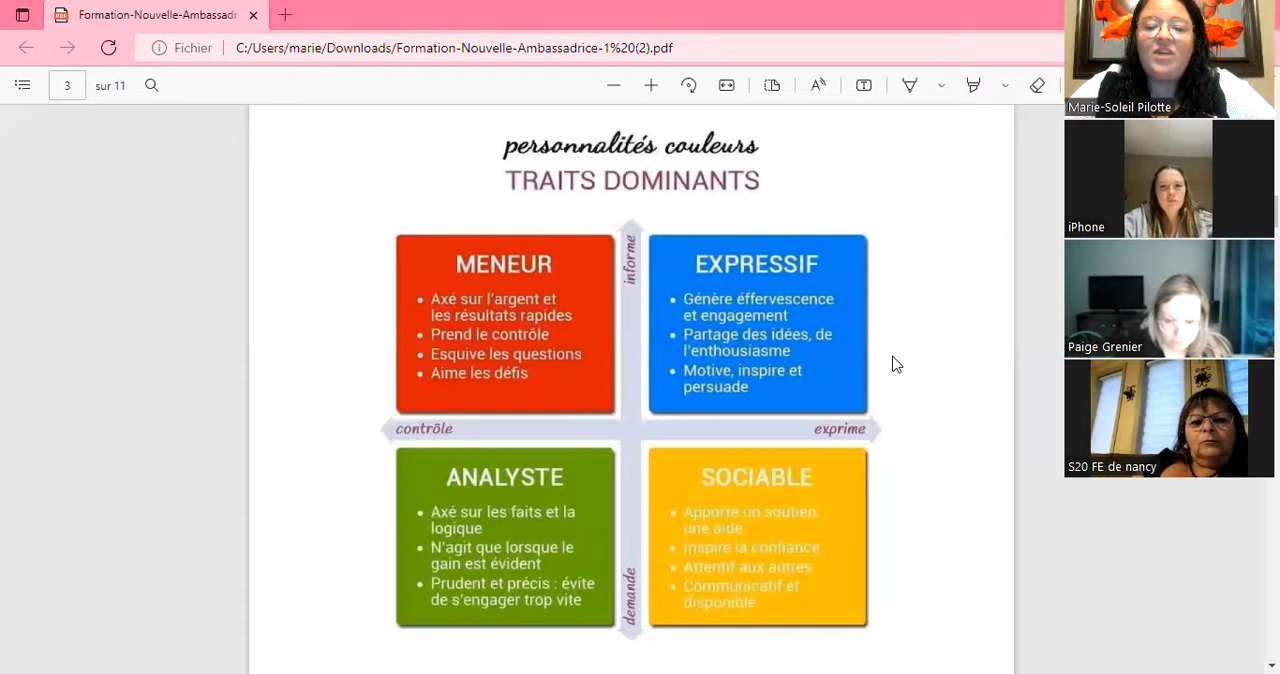 Formation-Nouvelle-Ambassadr
Fichier
C:/Users/marie/Downloads/Formation-Nouvelle-Ambassadrice-1%20(2).pdf
3
sur 11
personnalités couleurs
TRAITS DOMINANTS
informe
MENEUR
• Axé sur l'argent et
les résultats rapides
• Prend le contrôle
• Esquive les questions
• Aime les défis
EXPRESSIF
• Génère éffervescence
et engagement
• Partage des idées, de
l'enthousiasme
• Motive, inspire et
persuade
contrôle
exprime
ANALYSTE
• Axé sur les faits et la
logique
• N'agit que lorsque le
gain est évident
• Prudent et précis : évite
de s'engager trop vite
SOCIABLE
• Apporte un soutien,
une aide
• Inspire la confiance
• Attentif aux autres
• Communicatif et
disponible
demande
Marie-Soleil Pilotte
iPhone
Paige Grenier
S20 FE de nancy